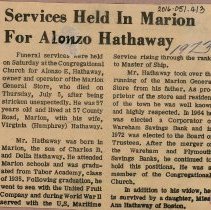 206-051.413
Services Held In Marion
For Alonzo Hathaway
1973
Funeral services were held
on Saturday at the Congregational
Church for Alonzo E. Hathaway,
owner and operator of the Marion
General Store, who died on
Thursday, July 5, after being
stricken unexpectedly. He was 57
years old and lived at 57 County
Road, Marion, with his wife,
Virginia (Humphrey) Hathaway.
Mr. Hathaway was born in
Marion, the son of Charles R.
and Della Hathaway. He attended
Marion schools and was graduated
from Tabor Academy, class
of 1935. Following graduation, he
went to sea with the United Fruit
Company and during World War II
served with the U.S. Maritime
Service rising through the ranks
to Master of Ship.
Mr. Hathaway took over the
running of the Marion General
Store from his father. As proprietor
of the store and resident
of the town he was well known
and highly respected. In 1964 he
was elected a Corporator of
Wareham Savings Bank and in
1972 was elected to the Board of
Trustees. After the merger of
the Wareham and Plymouth
Savings Banks, he continued to
hold this position. He was a
member of the Congregational
Church.
In addition to his widow, he
is survived by a daughter, Miss
Ann Hathaway of Boston.